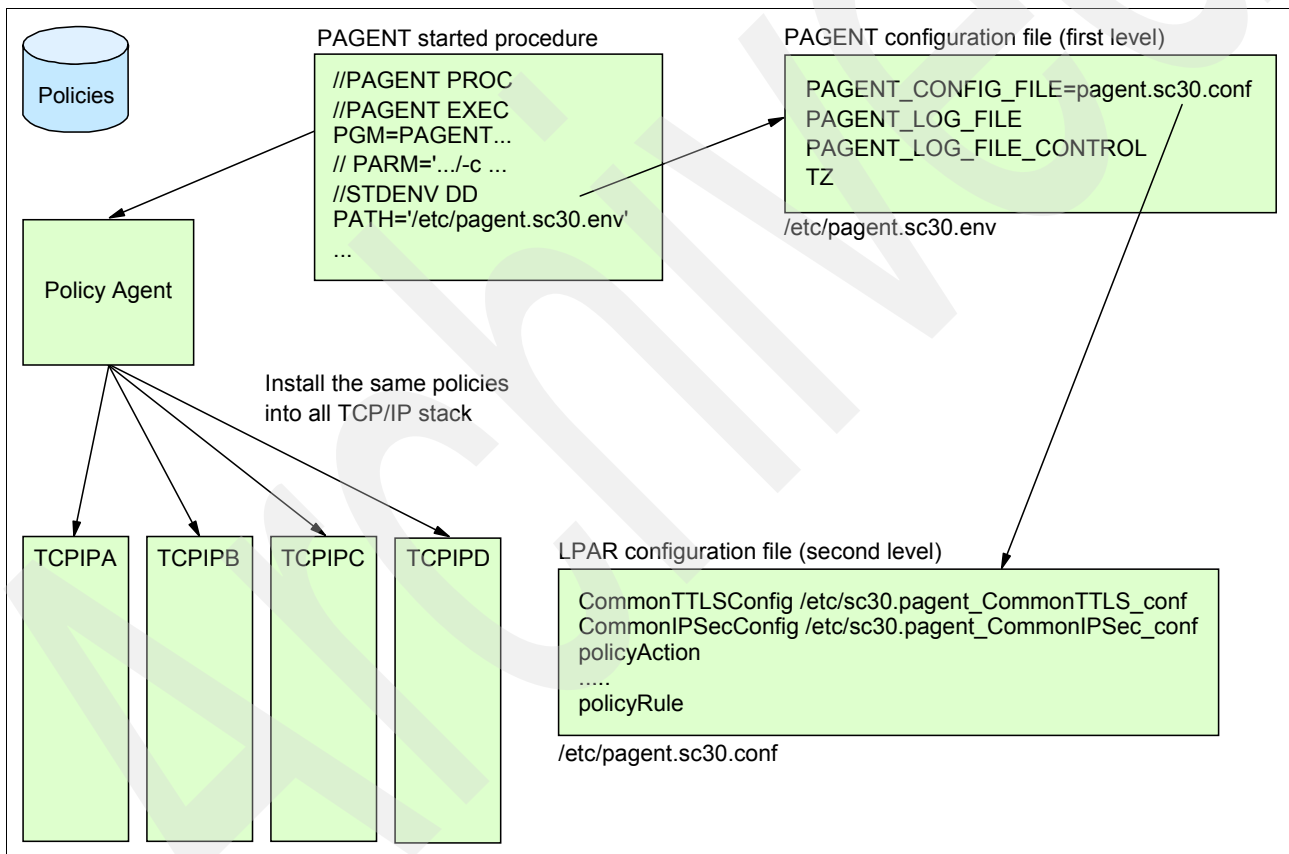 Policies
PAGENT started procedure
//PAGENT PROC
//PAGENT EXEC
PGM=PAGENT...
// PARM='.../-c ...
//STDENV DD
PATH='/etc/pagent.sc30.env'
...
PAGENT configuration file (first level)
PAGENT_CONFIG_FILE=pagent.sc30.conf
PAGENT_LOG_FILE
PAGENT_LOG_FILE_CONTROL
TZ
/etc/pagent.sc30.env
Policy Agent
Install the same policies
into all TCP/IP stack
TCPIPA
TCPIPB
TCPIPC
TCPIPD
LPAR configuration file (second level)
CommonTTLSConfig /etc/sc30.pagent_CommonTTLS_conf
CommonIPSecConfig /etc/sc30.pagent_CommonIPSec_conf
policyAction
.....
policyRule
/etc/pagent.sc30.conf
Archive